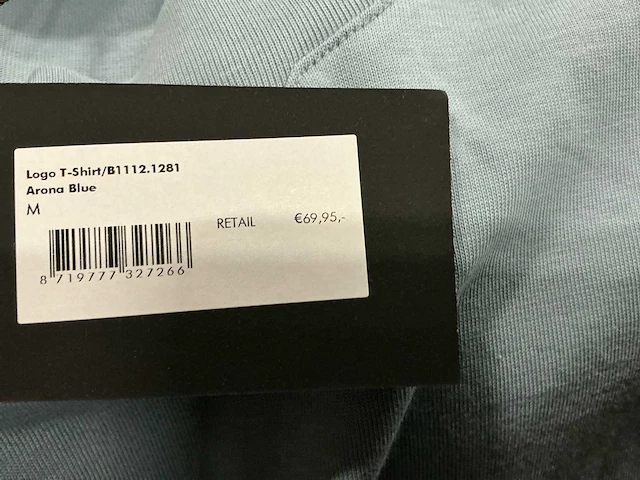 Logo T-Shirt/B1112.1281
Arona Blue
M
RETAIL €69,95,-
8 719777 327266